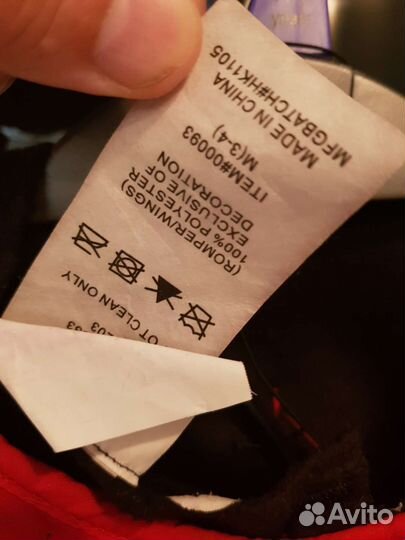 OT CLEAN ONLY
(ROMPER/WINGS)
100% POLYESTER
EXCLUSIVE OF
DECORATION
ITEM#000093
M(3-4)
MADE IN CHINA
MFGBATCH#HK1105
Avito